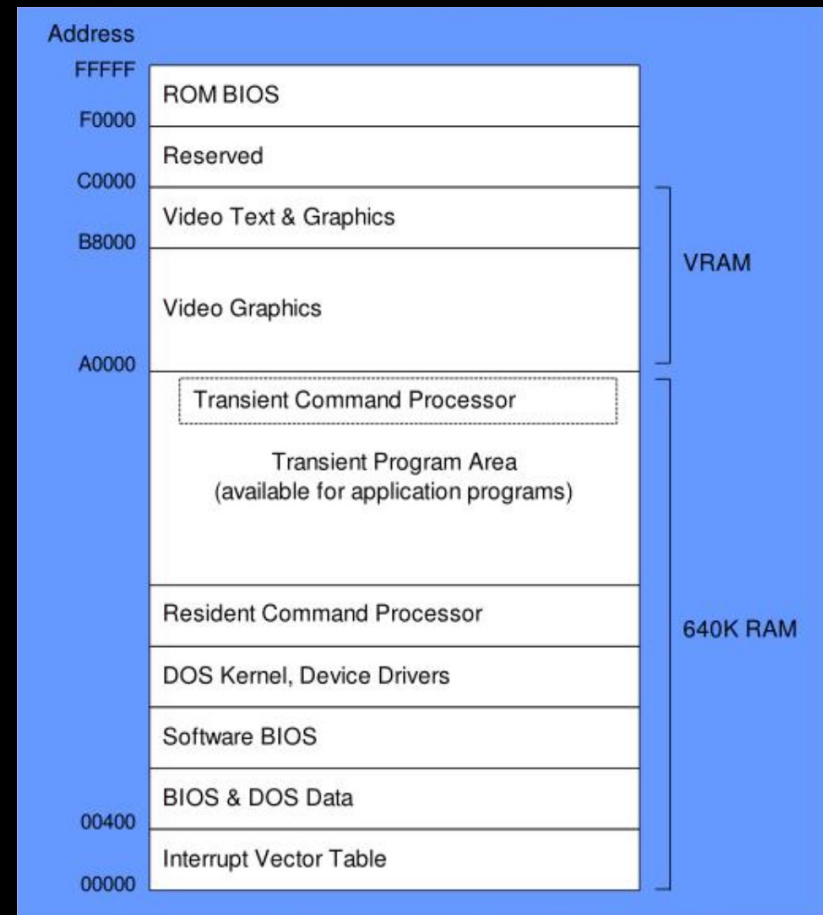 Address
FFFFF
ROM BIOS
F0000
Reserved
C0000
Video Text & Graphics
B8000
VRAM
Video Graphics
A0000
Transient Command Processor
Transient Program Area
(available for application programs)
Resident Command Processor
640K RAM
DOS Kernel, Device Drivers
Software BIOS
BIOS & DOS Data
00400
Interrupt Vector Table
00000